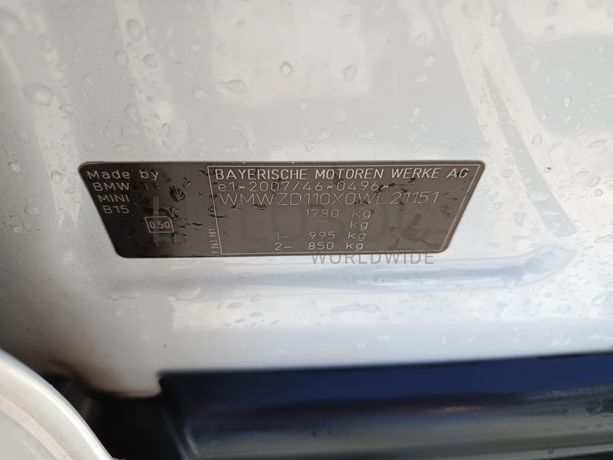 Made by
BMW
MINI
B15
0.50
BAYERISCHE MOTOREN WERKE AG
e1*2007/46*0496*
WMWZD110X0WL21151
1780 kg
kg
1- 995 kg
2- 850 kg
WORLDWIDE